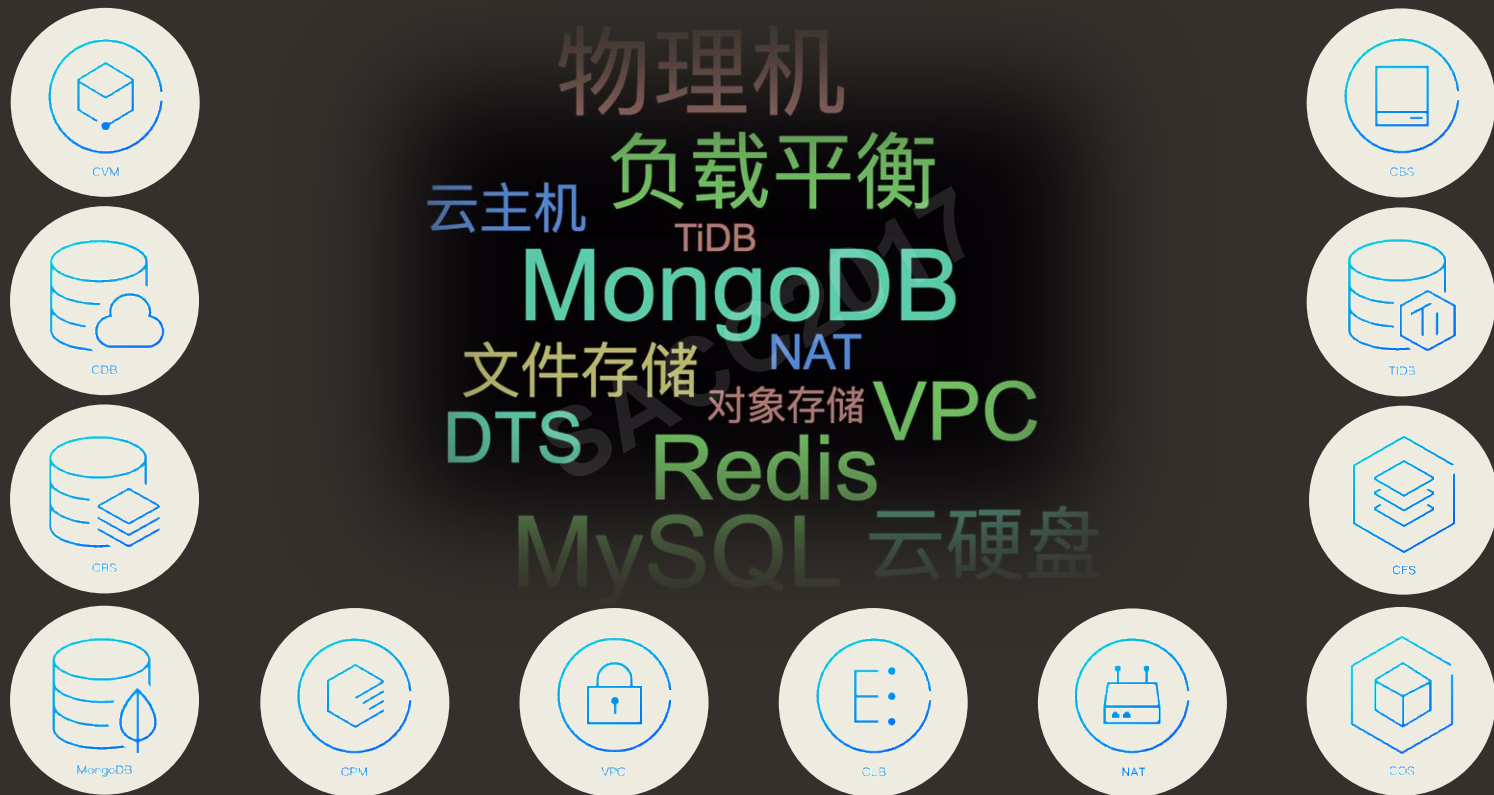 CVM
CDB
CRS
MongoDB
物理机
负载平衡
云主机
TiDB
MongoDB
NAT
文件存储
对象存储
VPC
DTS
Redis
MySQL
云硬盘
SACC2017
CPM
VPC
CLB
NAT
CBS
TiDB
CFS
COS